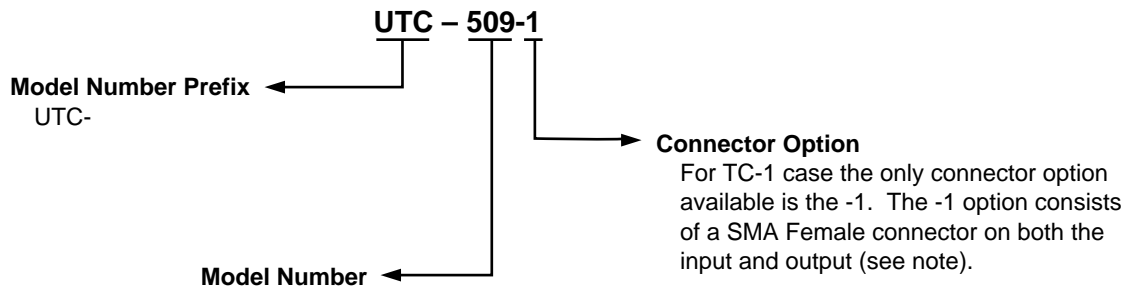 UTC – 509-1
Model Number Prefix
UTC-
Connector Option
For TC-1 case the only connector option
available is the -1.  The -1 option consists
of a SMA Female connector on both the
input and output (see note).
Model Number